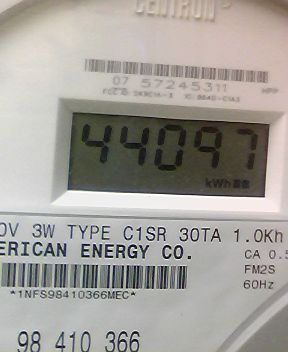 CENTRON®
07 57245311
44097
kWh
0V 3W TYPE C1SR 30TA 1.0Kh
ERICAN ENERGY CO.
CA 0.5
FM2S
60Hz
*1NFS98410366MEC*
98 410 366